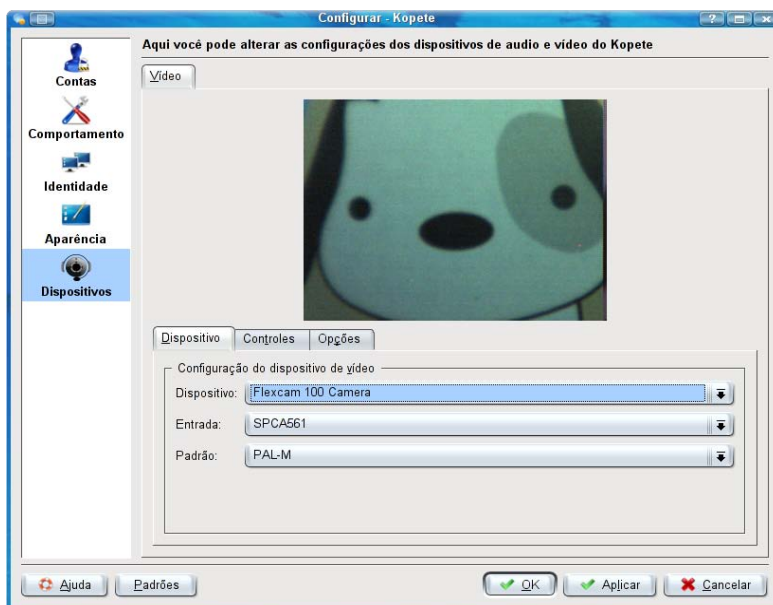 Configurar - Kopete
Aqui você pode alterar as configurações dos dispositivos de audio e vídeo do Kopete
Contas
Comportamento
Identidade
Aparência
Dispositivos
Vídeo
Dispositivo Controles Opções
Configuração do dispositivo de vídeo
Dispositivo: Flexcam 100 Camera
Entrada: SPCA561
Padrão: PAL-M
Ajuda Padrões OK Aplicar Cancelar